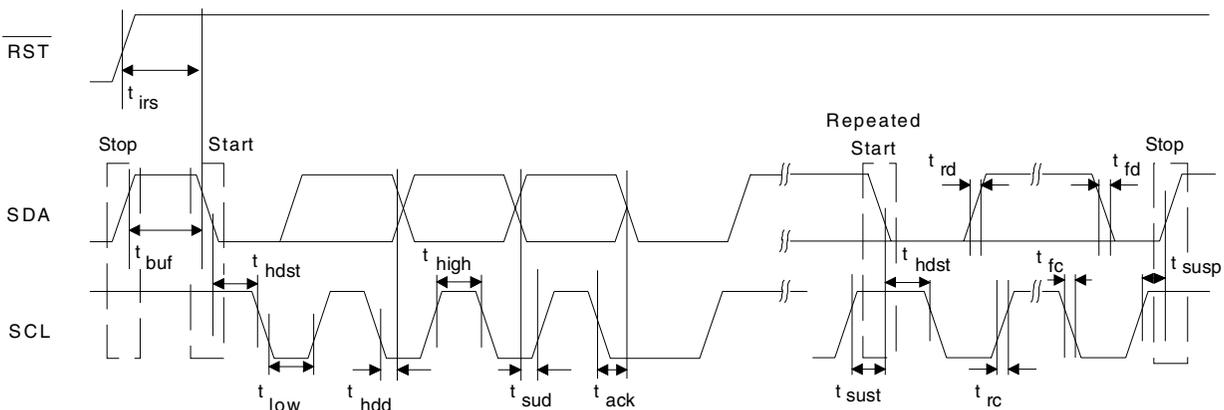 RST
t irs
Repeated
Stop
Start
Start
Stop
t rd
t fd
SDA
t buf
t hdst
t high
t hdst
t fc
t susp
SCL
t low
t hdd
t sud
t ack
t sust
t rc